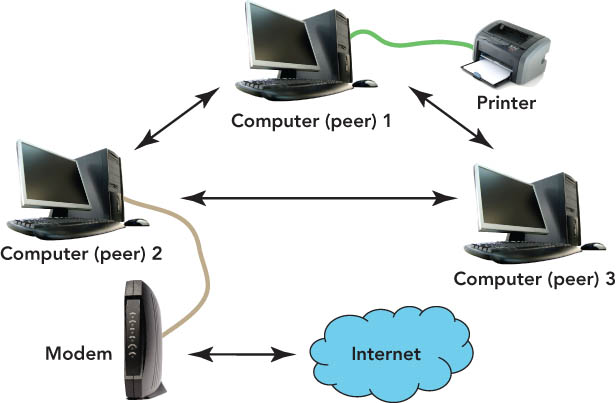 Printer
Computer (peer) 1
Computer (peer) 2
Computer (peer) 3
Modem
Internet